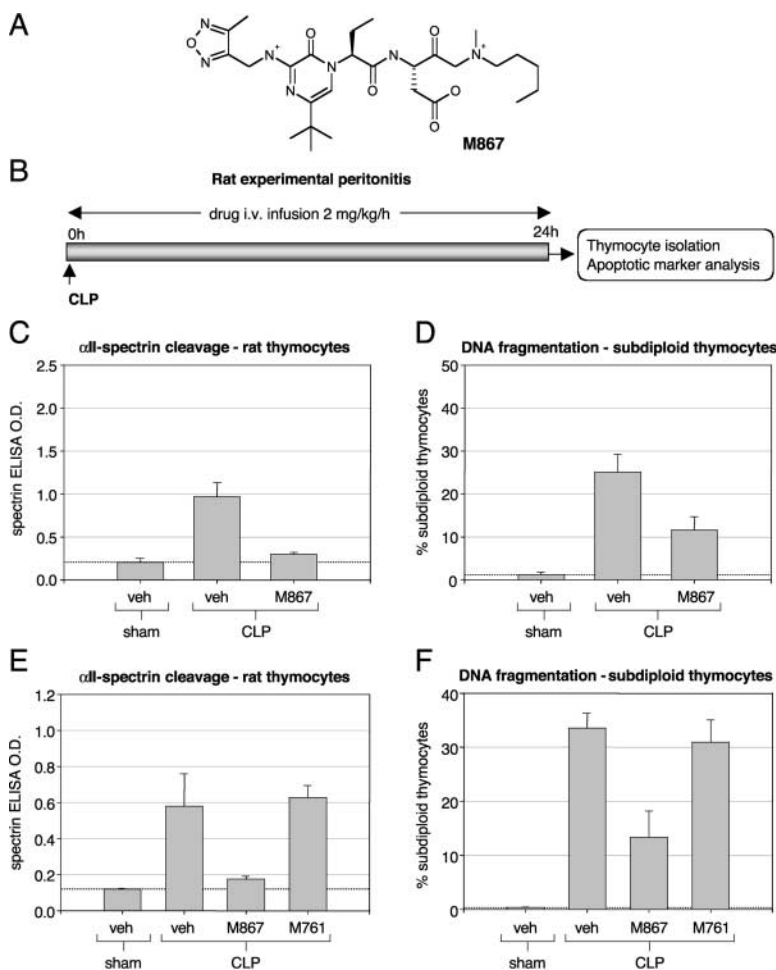 A
O
N
N
N
+
O
N
N
O
H
N
O
N
+
O
O
M867
B
Rat experimental peritonitis
drug i.v. infusion 2 mg/kg/h
0h
24h
CLP
Thymocyte isolation
Apoptotic marker analysis
C
αII-spectrin cleavage - rat thymocytes
spectrin ELISA O.D.
2.5
2.0
1.5
1.0
0.5
0.0
veh veh M867
sham CLP
D
DNA fragmentation - subdiploid thymocytes
% subdiploid thymocytes
50
40
30
20
10
0
veh veh M867
sham CLP
E
αII-spectrin cleavage - rat thymocytes
spectrin ELISA O.D.
1.2
1.0
0.8
0.6
0.4
0.2
0.0
veh veh M867 M761
sham CLP
F
DNA fragmentation - subdiploid thymocytes
% subdiploid thymocytes
40
30
20
10
0
veh veh M867 M761
sham CLP